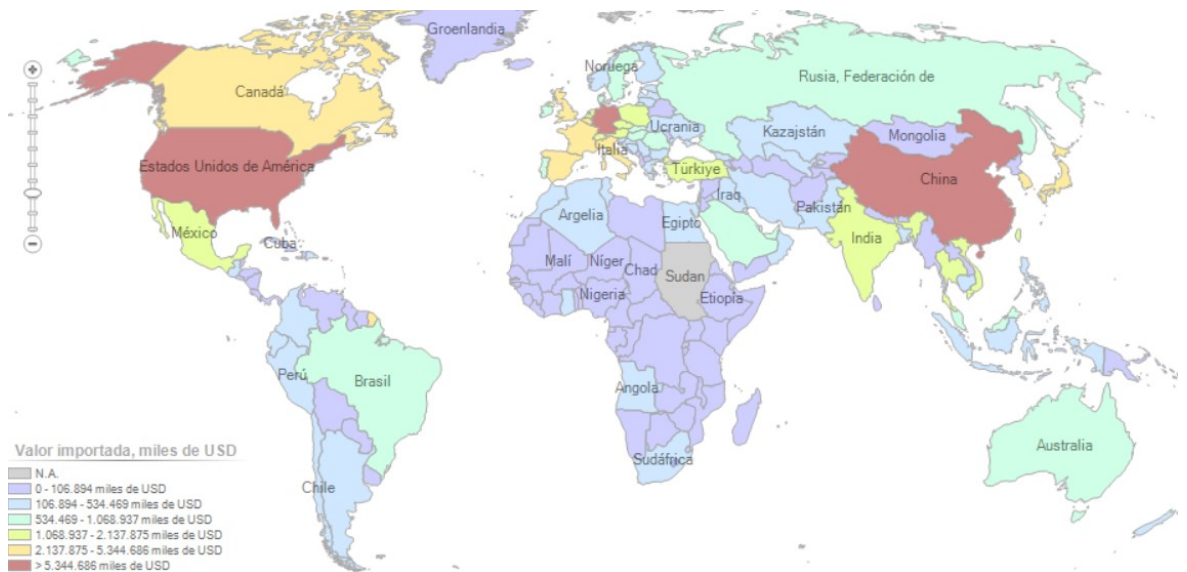 Groenlandia
Noruega
Rusia, Federación de
Canadá
Ucrania
Kazajstán
Mongolia
Italia
Estados Unidos de América
Türkiye
China
Iraq
Pakistán
Argelia
Egipto
México
India
Cuba
Malí
Níger
Chad
Sudan
Nigeria
Etiopía
Perú
Brasil
Angola
Australia
Sudáfrica
Chile
Valor importada, miles de USD
N.A.
0 - 106.894 miles de USD
106.894 - 534.469 miles de USD
534.469 - 1.068.937 miles de USD
1.068.937 - 2.137.875 miles de USD
2.137.875 - 5.344.686 miles de USD
> 5.344.686 miles de USD